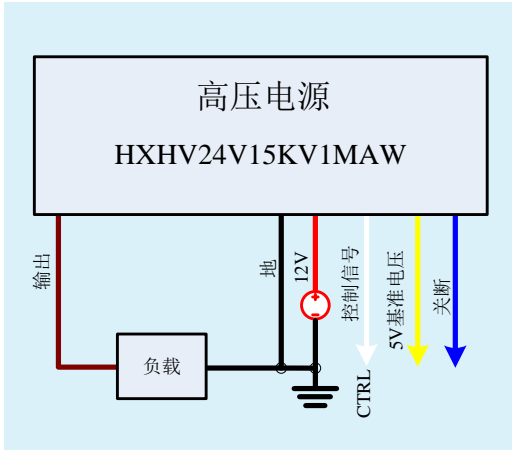 高压电源
HXHV24V15KV1MAW
输出
地
12V
控制信号
5V基准电压
关断
负载
CTRL